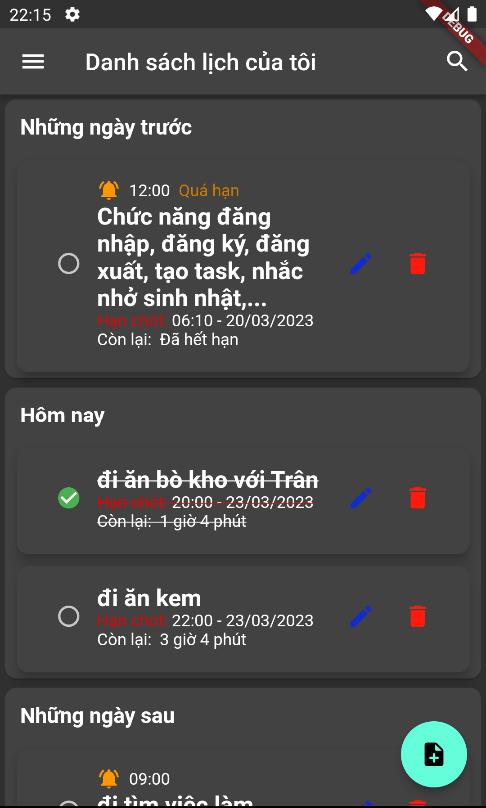 22:15
DEBUG
Danh sách lịch của tôi
Những ngày trước
12:00 Quá hạn
Chức năng đăng
nhập, đăng ký, đăng
xuất, tạo task, nhắc
nhở sinh nhật,...
Hạn chót: 06:10 - 20/03/2023
Còn lại: Đã hết hạn
Hôm nay
đi ăn bò kho với Trân
Hạn chót: 20:00 - 23/03/2023
Còn lại: 1 giờ 4 phút
đi ăn kem
Hạn chót: 22:00 - 23/03/2023
Còn lại: 3 giờ 4 phút
Những ngày sau
09:00
đi tìm việc làm